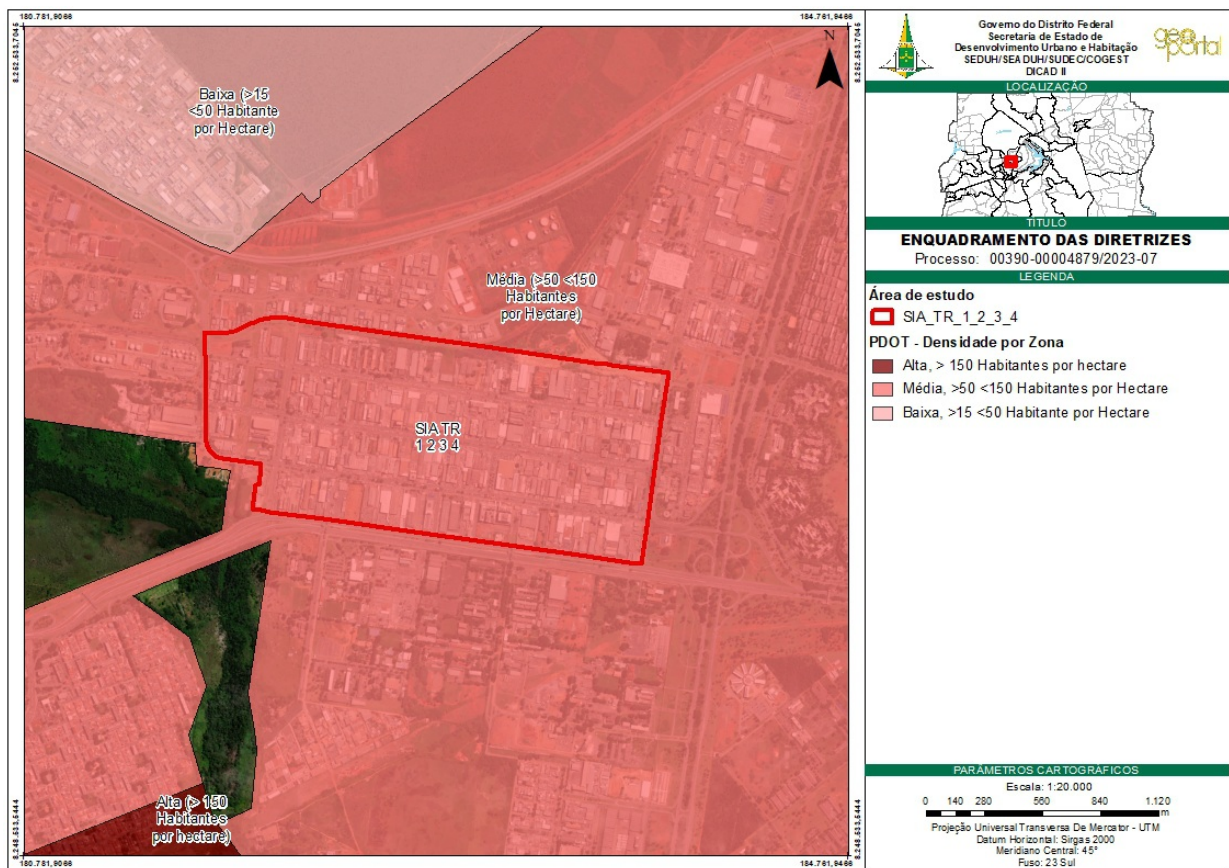 180.781,9066
184.761,9466
8.252.533,7045
8.252.533,7045
N
Baixa (>15
<50 Habitante
por Hectare)
Média (>50 <150
Habitantes
por Hectare)
SIA TR
1 2 3 4
Alta (> 150
Habitantes
por hectare)
8.248.533,5444
8.248.533,5444
180.781,9066
184.761,9466
Governo do Distrito Federal
Secretaria de Estado de
Desenvolvimento Urbano e Habitação
SEDUH/SEADUH/SUDEC/COGEST
DICAD II
geo
portal
LOCALIZAÇÃO
TÍTULO
ENQUADRAMENTO DAS DIRETRIZES
Processo: 00390-00004879/2023-07
LEGENDA
Área de estudo
SIA_TR_1_2_3_4
PDOT - Densidade por Zona
Alta, > 150 Habitantes por hectare
Média, >50 <150 Habitantes por Hectare
Baixa, >15 <50 Habitante por Hectare
PARÂMETROS CARTOGRÁFICOS
Escala: 1:20.000
0 140 280 560 840 1.120
m
Projeção Universal Transversa De Mercator - UTM
Datum Horizontal: Sirgas 2000
Meridiano Central: 45°
Fuso: 23 Sul